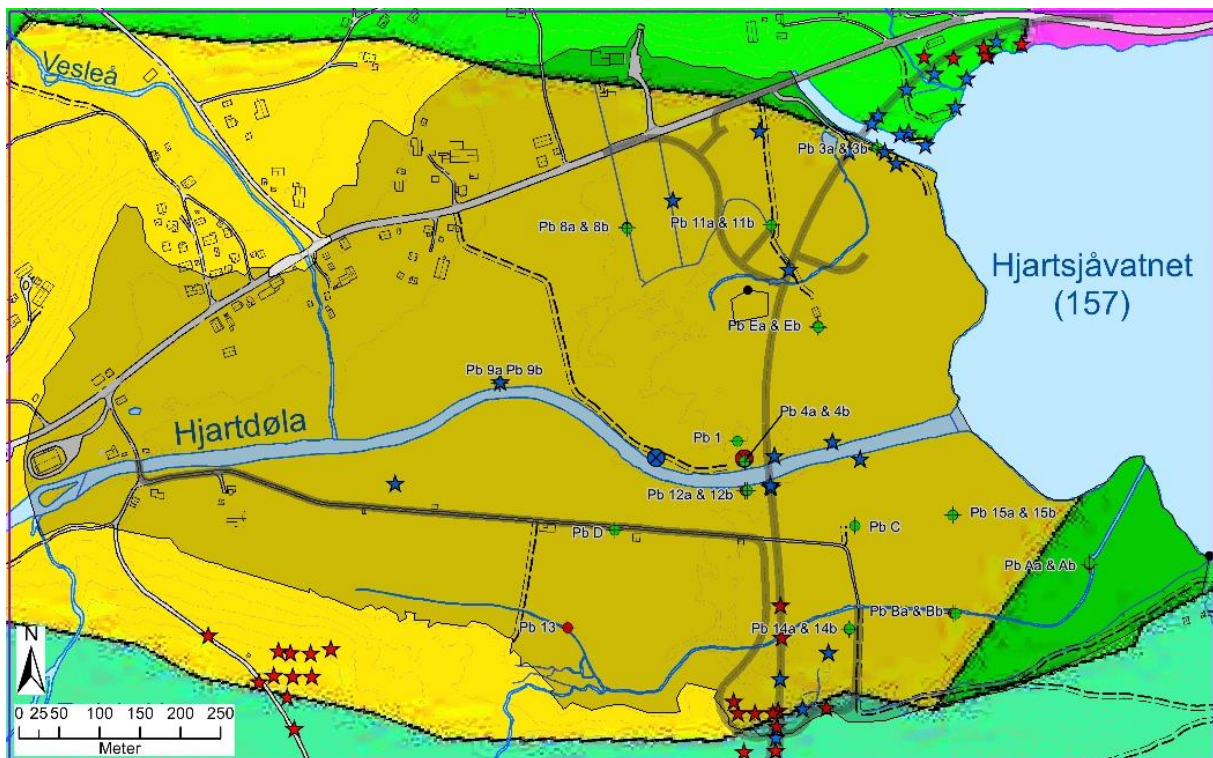 Vesleå
Pb 3a & 3b
Pb 8a & 8b
Pb 11a & 11b
Hjartsjåvatnet
(157)
Pb Ea & Eb
Pb 9a Pb 9b
Pb 4a & 4b
Hjartdøla
Pb 1
Pb 12a & 12b
Pb 15a & 15b
Pb C
Pb D
Pb Aa & Ab
Pb Ba & Bb
Pb 13
Pb 14a & 14b
N
0 25 50 100 150 200 250
Meter